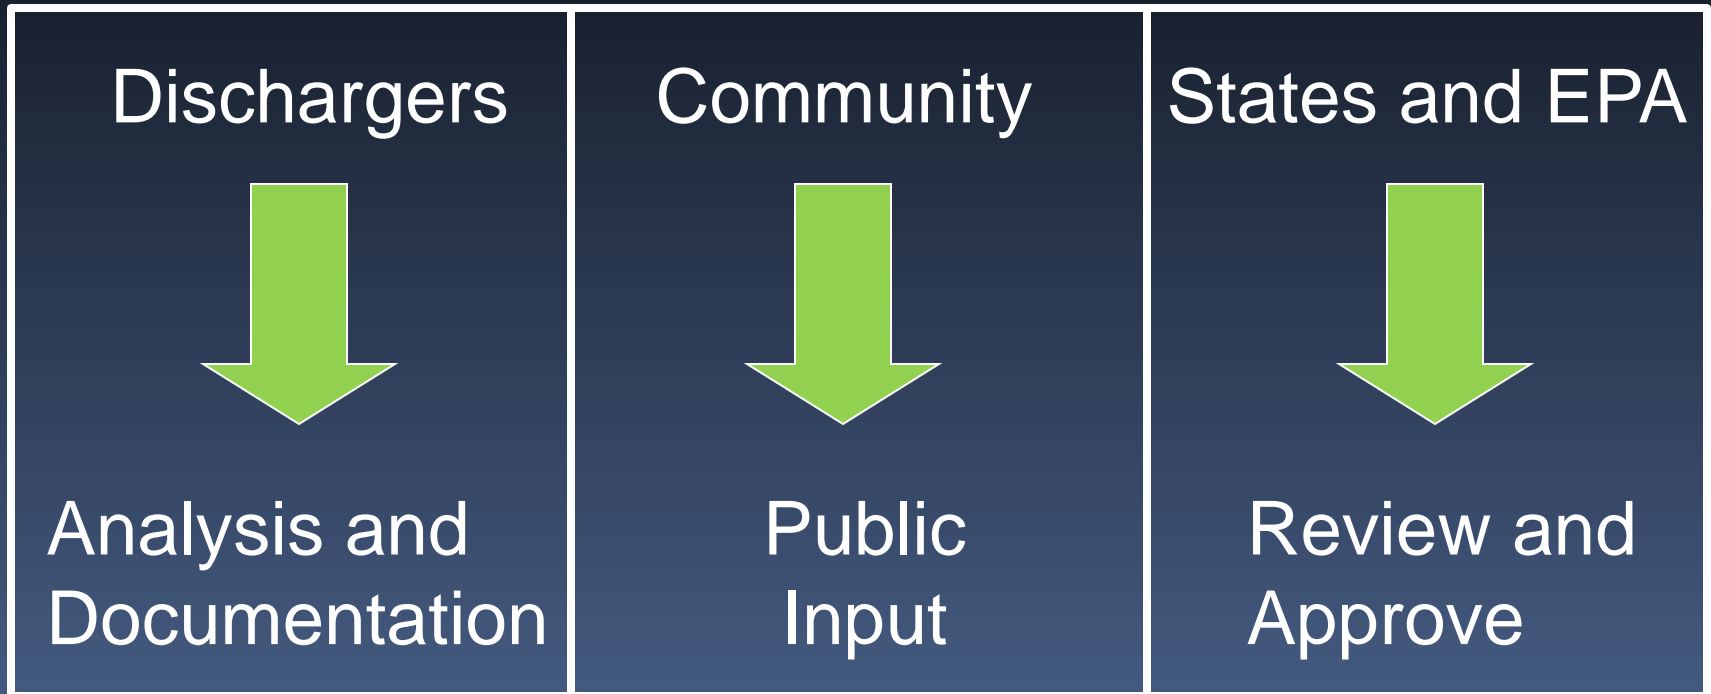 Dischargers
Analysis and
Documentation
Community
Public
Input
States and EPA
Review and
Approve